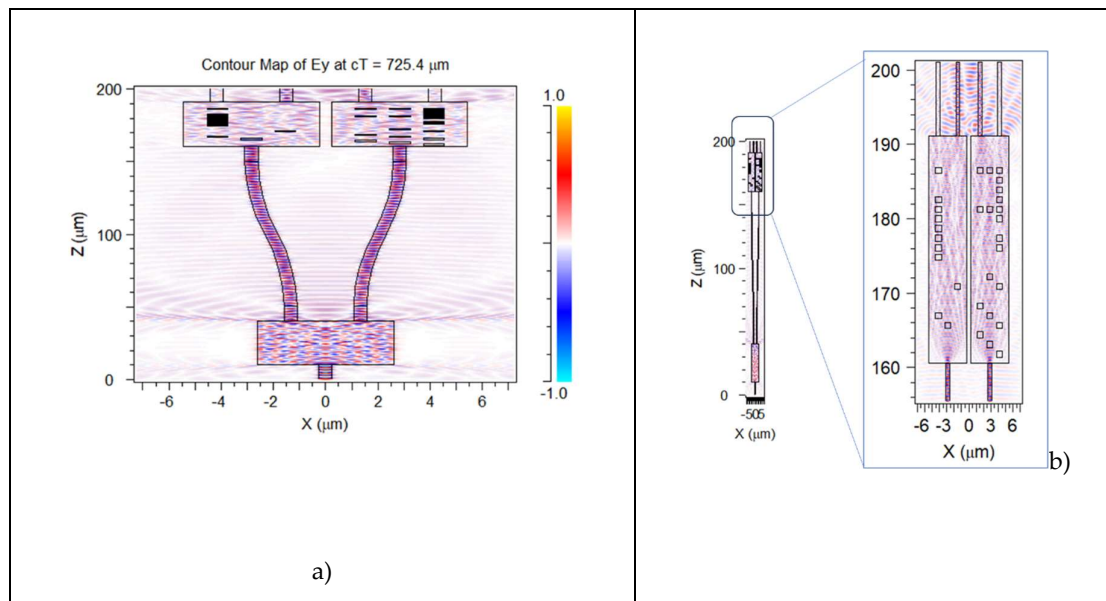 Contour Map of Ey at cT = 725.4 μm
200
100
0
Z (μm)
-6 -4 -2 0 2 4 6
X (μm)
1.0
-1.0
a)
200
100
0
Z (μm)
-505
X (μm)
200
190
180
170
160
Z (μm)
-6 -3 0 3 6
X (μm)
b)